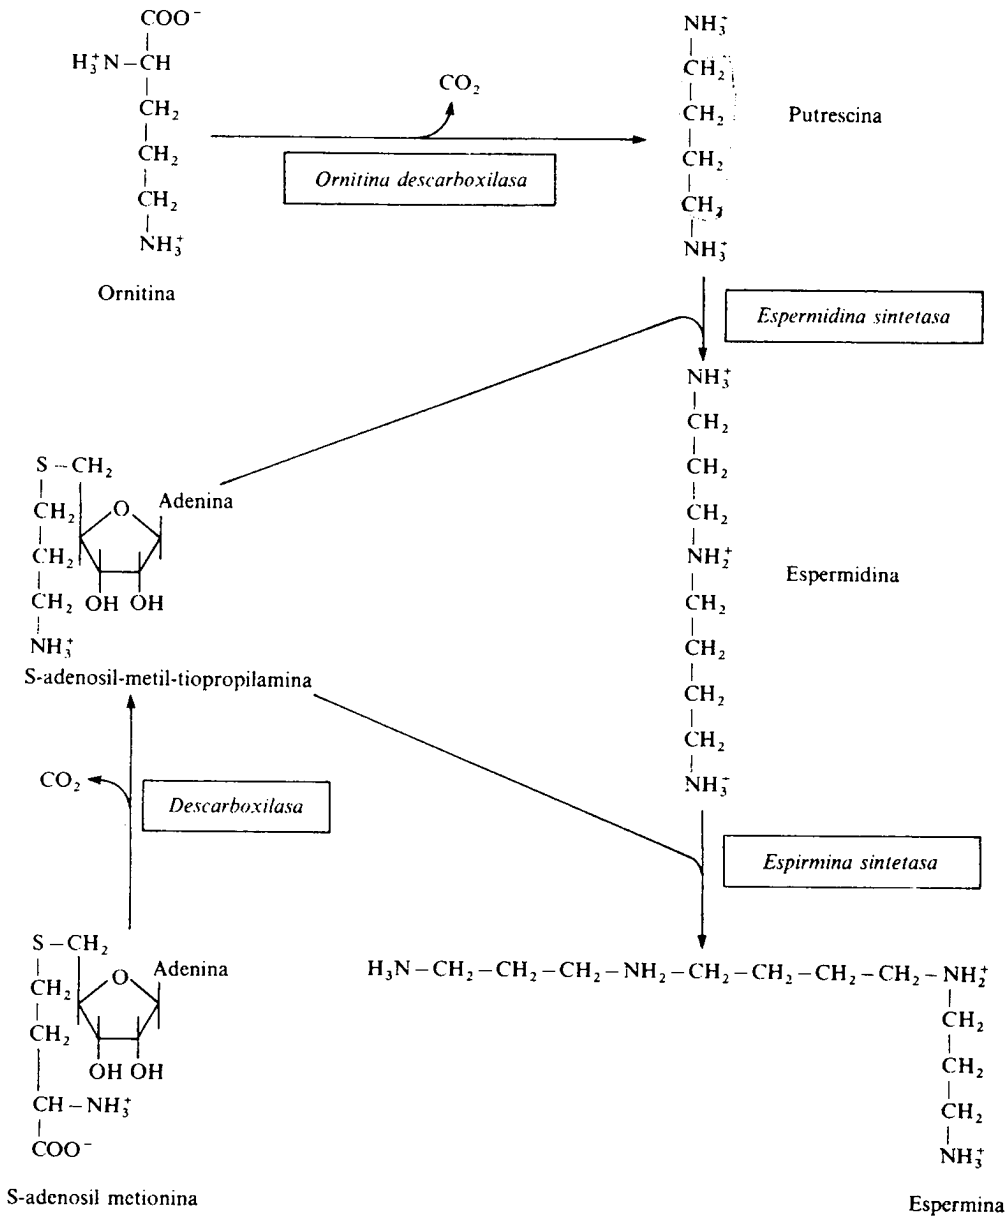 COO⁻
H₃⁺N–CH
CH₂
CH₂
CH₂
NH₃⁺
Ornitina
CO₂
Ornitina descarboxilasa
NH₃⁺
CH₂
CH₂
CH₂
CH₂
NH₃⁺
Putrescina
Espermidina sintetasa
NH₃⁺
CH₂
CH₂
CH₂
NH₂⁺
CH₂
CH₂
CH₂
CH₂
NH₃⁻
Espermidina
S–CH₂
Adenina
O
CH₂
CH₂
CH₂
OH OH
NH₃⁺
S-adenosil-metil-tiopropilamina
CO₂
Descarboxilasa
Espirmina sintetasa
S–CH₂
Adenina
O
CH₂
CH₂
OH OH
CH–NH₃⁺
COO⁻
S-adenosil metionina
H₃N–CH₂–CH₂–CH₂–NH₂–CH₂–CH₂–CH₂–CH₂–NH₂⁺
CH₂
CH₂
CH₂
NH₃⁺
Espermina